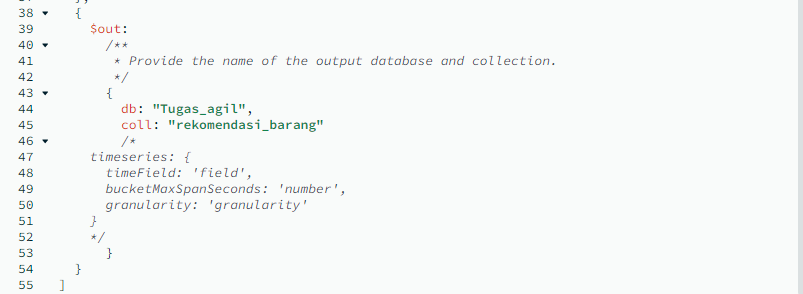 37 },
38 {
39 $out:
40 /**
41 * Provide the name of the output database and collection.
42 */
43 {
44 db: "Tugas_agil",
45 coll: "rekomendasi_barang"
46 /*
47 timeseries: {
48 timeField: 'field',
49 bucketMaxSpanSeconds: 'number',
50 granularity: 'granularity'
51 }
52 */
53 }
54 }
55 ]